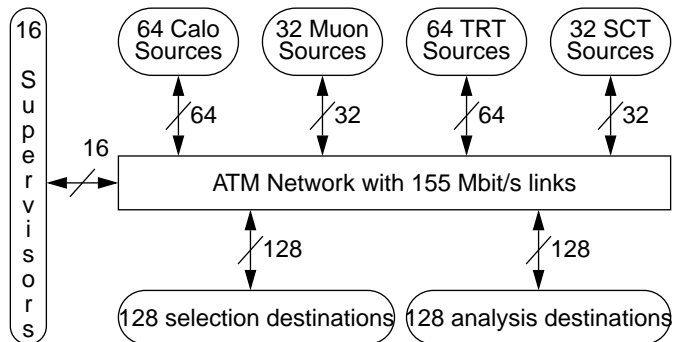 16
Supervisors
64 Calo
Sources
32 Muon
Sources
64 TRT
Sources
32 SCT
Sources
64
32
64
32
16
ATM Network with 155 Mbit/s links
128
128
128 selection destinations
128 analysis destinations